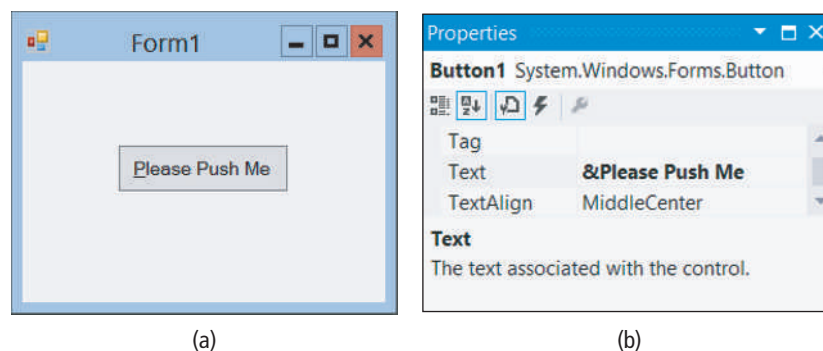 Form1
Please Push Me
(a)
Properties
Button1 System.Windows.Forms.Button
Tag
Text &Please Push Me
TextAlign MiddleCenter
Text
The text associated with the control.
(b)